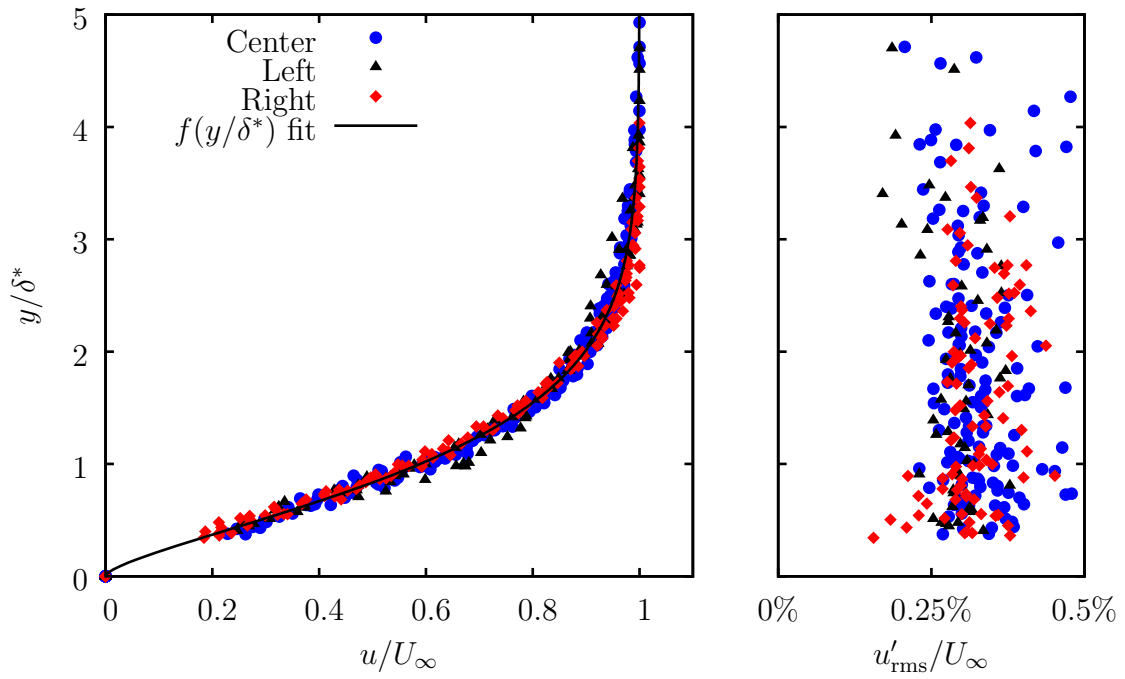 Center
Left
Right
f(y/δ*) fit
y/δ*
5
4
3
2
1
0
0 0.2 0.4 0.6 0.8 1
u/U∞
0% 0.25% 0.5%
u′rms/U∞